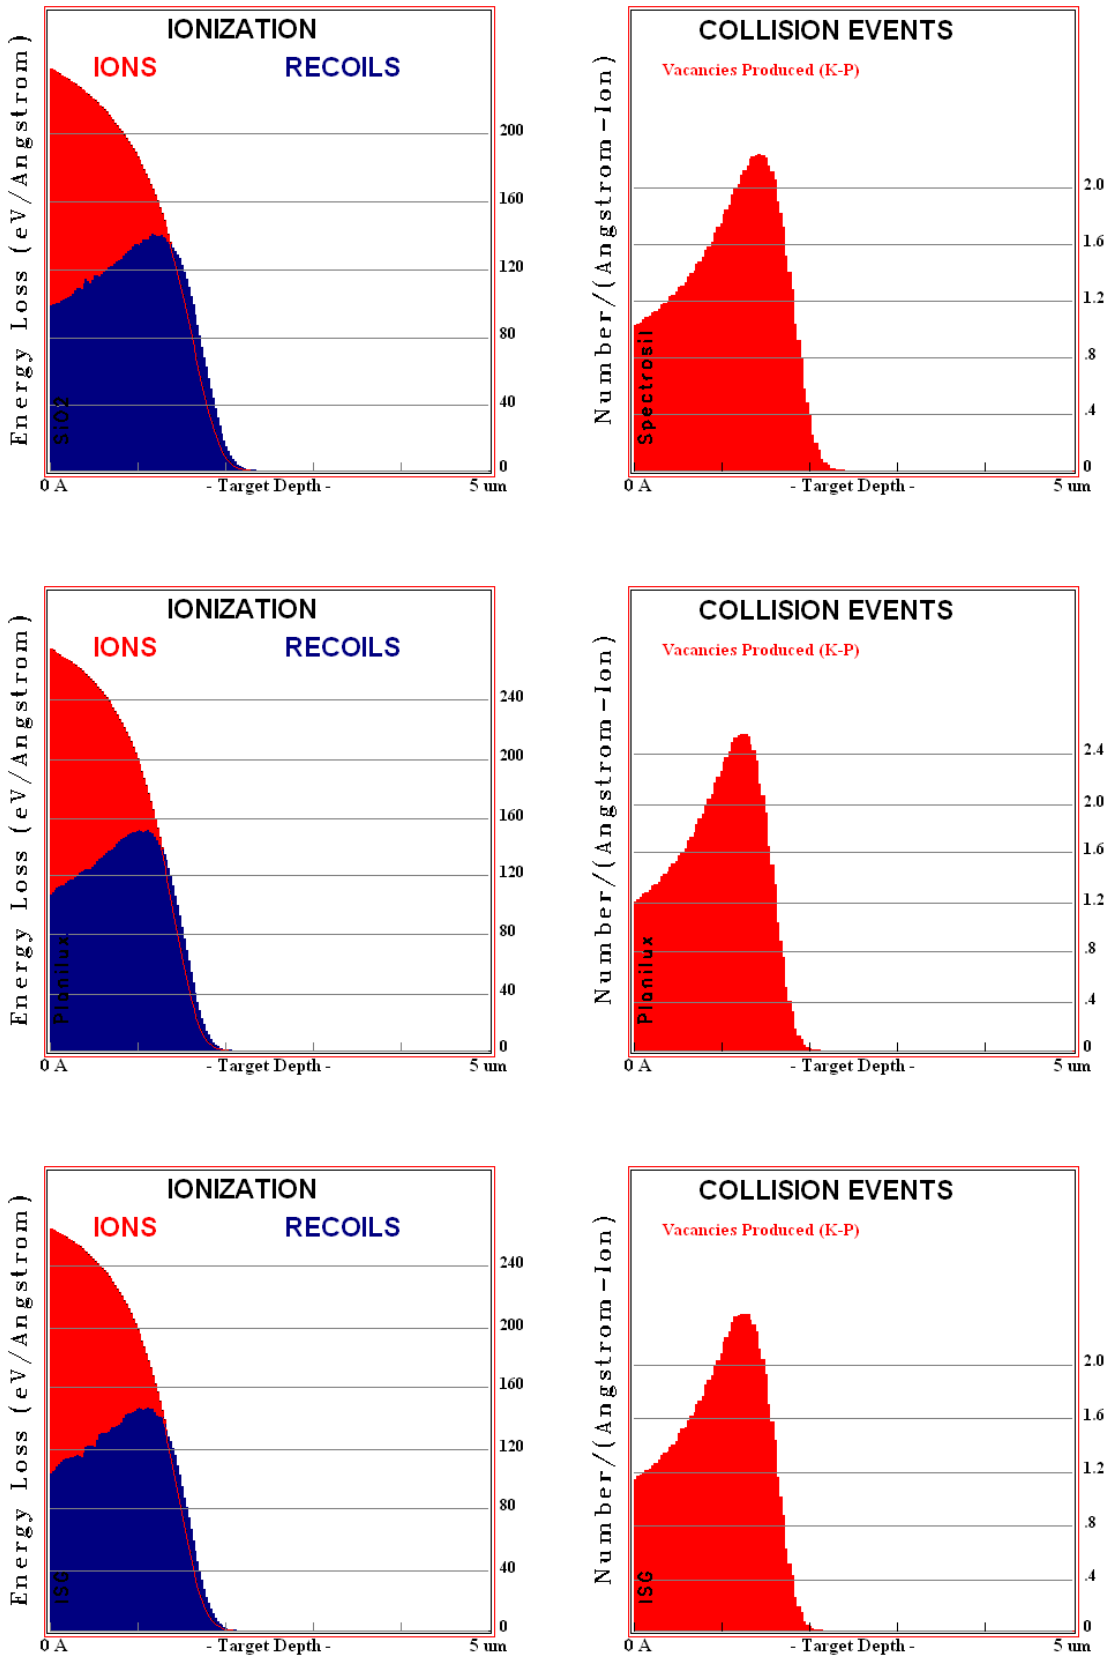 IONIZATION
IONS RECOILS
Energy Loss (eV/Angstrom)
200
160
120
80
40
0
SiO2
0 A - Target Depth - 5 um
COLLISION EVENTS
Vacancies Produced (K-P)
Number/(Angstrom-Ion)
2.0
1.6
1.2
.8
.4
0
Spectrosil
0 A - Target Depth - 5 um
IONIZATION
IONS RECOILS
Energy Loss (eV/Angstrom)
240
200
160
120
80
40
0
Planilux
0 A - Target Depth - 5 um
COLLISION EVENTS
Vacancies Produced (K-P)
Number/(Angstrom-Ion)
2.4
2.0
1.6
1.2
.8
.4
0
Planilux
0 A - Target Depth - 5 um
IONIZATION
IONS RECOILS
Energy Loss (eV/Angstrom)
240
200
160
120
80
40
0
ISG
0 A - Target Depth - 5 um
COLLISION EVENTS
Vacancies Produced (K-P)
Number/(Angstrom-Ion)
2.0
1.6
1.2
.8
.4
0
ISG
0 A - Target Depth - 5 um